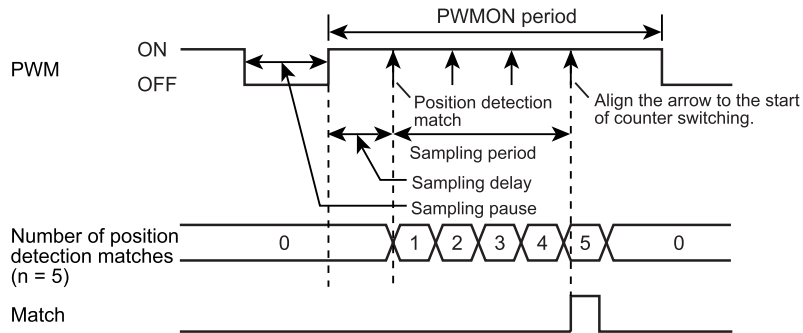 PWMON period
ON
PWM
OFF
Position detection
match
Align the arrow to the start
of counter switching.
Sampling period
Sampling delay
Sampling pause
Number of position
detection matches
(n = 5)
0 1 2 3 4 5 0
Match